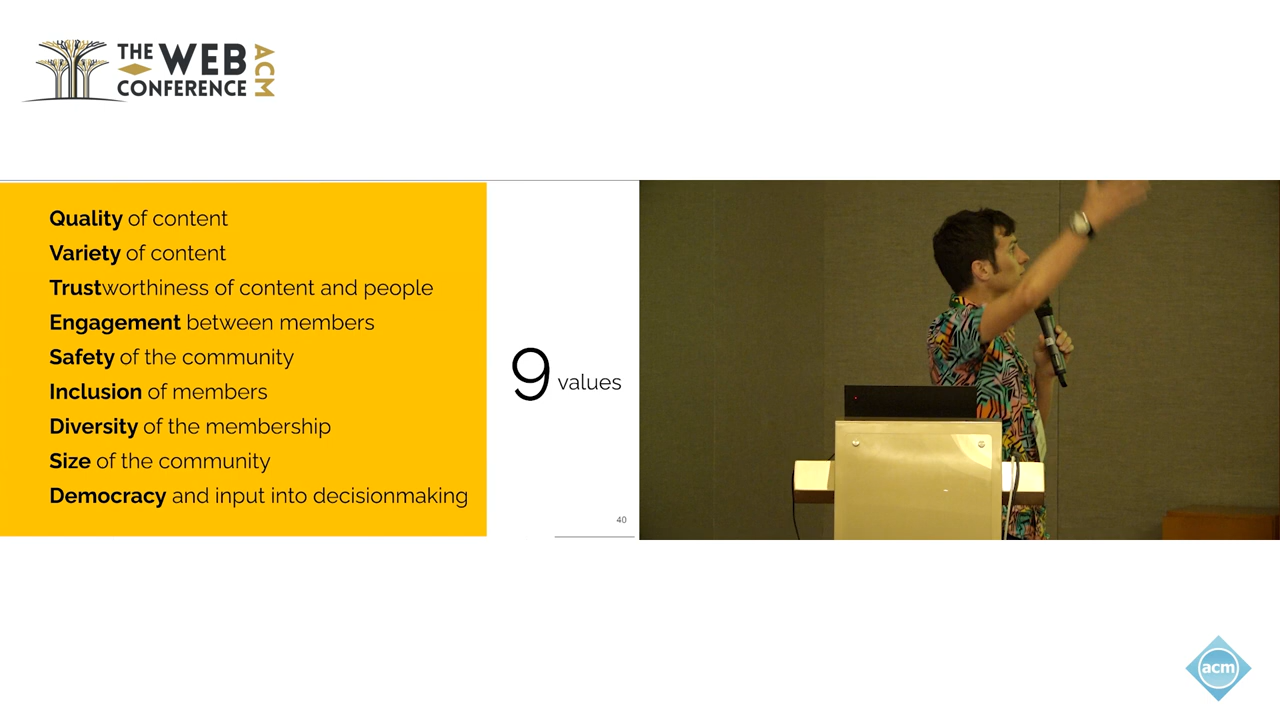 THE WEB
CONFERENCE
ACM
Quality of content
Variety of content
Trustworthiness of content and people
Engagement between members
Safety of the community
Inclusion of members
Diversity of the membership
Size of the community
Democracy and input into decisionmaking
9 values
40
acm